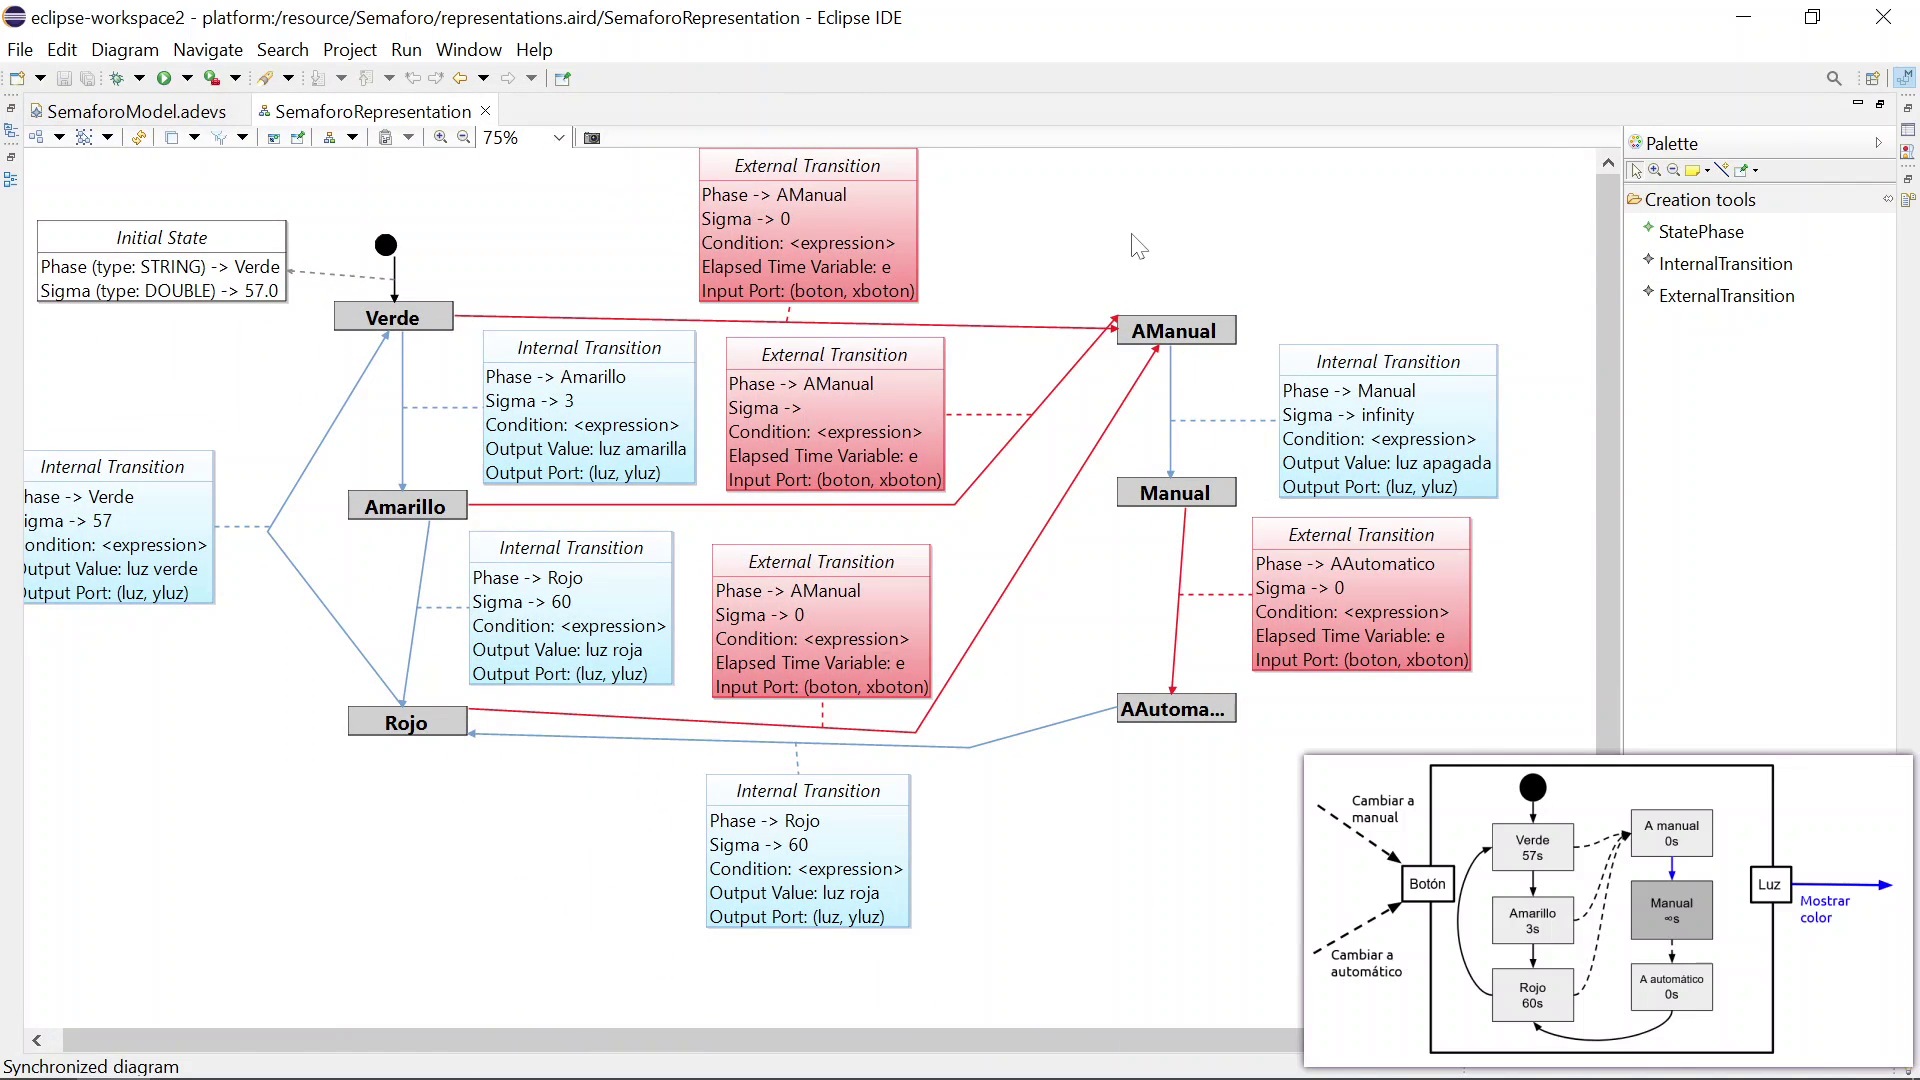 eclipse-workspace2 - platform:/resource/Semaforo/representations.aird/SemaforoRepresentation - Eclipse IDE
File Edit Diagram Navigate Search Project Run Window Help
SemaforoModel.adevs
SemaforoRepresentation
75%
Palette
Creation tools
StatePhase
InternalTransition
ExternalTransition
External Transition
Phase -> AManual
Sigma -> 0
Condition: <expression>
Elapsed Time Variable: e
Input Port: (boton, xboton)
Initial State
Phase (type: STRING) -> Verde
Sigma (type: DOUBLE) -> 57.0
Verde
AManual
Internal Transition
Phase -> Amarillo
Sigma -> 3
Condition: <expression>
Output Value: luz amarilla
Output Port: (luz, yluz)
External Transition
Phase -> AManual
Sigma ->
Condition: <expression>
Elapsed Time Variable: e
Input Port: (boton, xboton)
Internal Transition
Phase -> Manual
Sigma -> infinity
Condition: <expression>
Output Value: luz apagada
Output Port: (luz, yluz)
Internal Transition
hase -> Verde
igma -> 57
ondition: <expression>
utput Value: luz verde
utput Port: (luz, yluz)
Amarillo
Manual
Internal Transition
Phase -> Rojo
Sigma -> 60
Condition: <expression>
Output Value: luz roja
Output Port: (luz, yluz)
External Transition
Phase -> AManual
Sigma -> 0
Condition: <expression>
Elapsed Time Variable: e
Input Port: (boton, xboton)
External Transition
Phase -> AAutomatico
Sigma -> 0
Condition: <expression>
Elapsed Time Variable: e
Input Port: (boton, xboton)
Rojo
AAutoma...
Internal Transition
Phase -> Rojo
Sigma -> 60
Condition: <expression>
Output Value: luz roja
Output Port: (luz, yluz)
Cambiar a
manual
Botón
Cambiar a
automático
Verde
57s
Amarillo
3s
Rojo
60s
A manual
0s
Manual
∞s
A automático
0s
Luz
Mostrar
color
Synchronized diagram